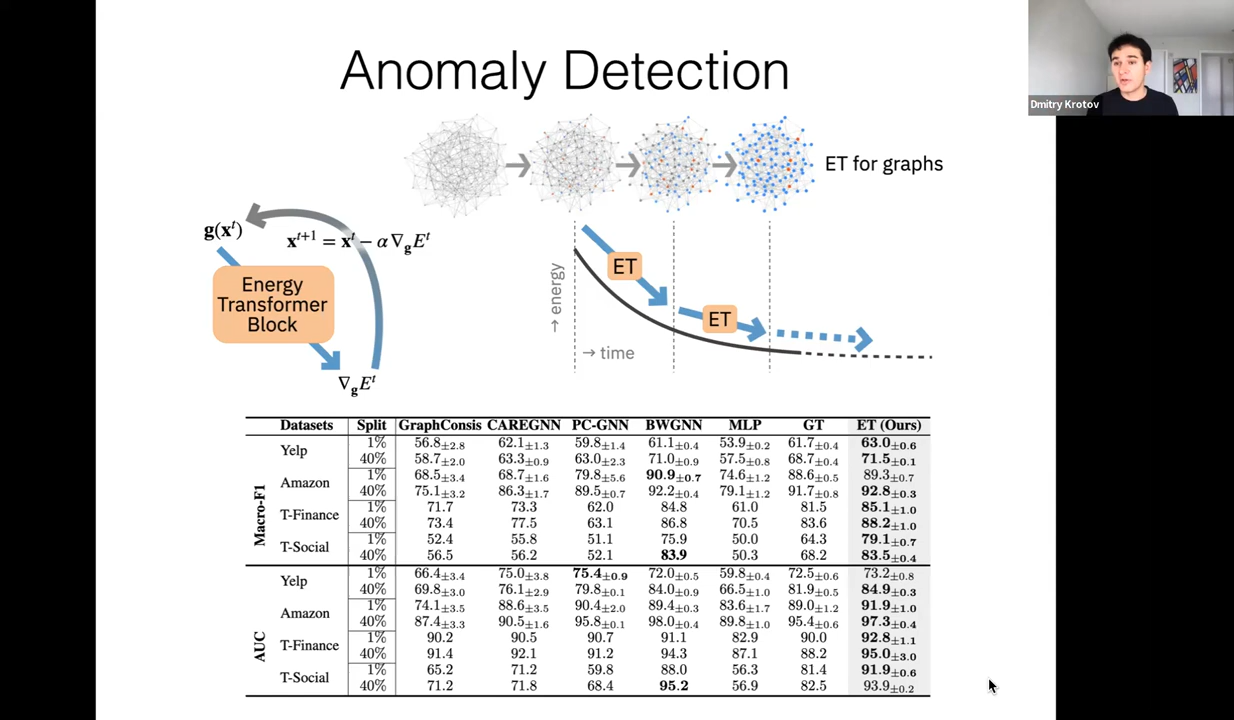 Anomaly Detection
Dmitry Krotov
ET for graphs
g(xᵗ)
xᵗ⁺¹ = xᵗ − α∇gEᵗ
Energy
Transformer
Block
∇gEᵗ
→ energy
ET
ET
→ time
Datasets Split GraphConsis CAREGNN PC-GNN BWGNN MLP GT ET (Ours)
Macro-F1
Yelp
1% 56.8±2.8 62.1±1.3 59.8±1.4 61.1±0.4 53.9±0.2 61.7±0.4 63.0±0.6
40% 58.7±2.0 63.3±0.9 63.0±2.3 71.0±0.9 57.5±0.8 68.7±0.4 71.5±0.1
Amazon
1% 68.5±3.4 68.7±1.6 79.8±5.6 90.9±0.7 74.6±1.2 88.6±0.5 89.3±0.7
40% 75.1±3.2 86.3±1.7 89.5±0.7 92.2±0.4 79.1±1.2 91.7±0.8 92.8±0.3
T-Finance
1% 71.7 73.3 62.0 84.8 61.0 81.5 85.1±1.0
40% 73.4 77.5 63.1 86.8 70.5 83.6 88.2±1.0
T-Social
1% 52.4 55.8 51.1 75.9 50.0 64.3 79.1±0.7
40% 56.5 56.2 52.1 83.9 50.3 68.2 83.5±0.4
AUC
Yelp
1% 66.4±3.4 75.0±3.8 75.4±0.9 72.0±0.5 59.8±0.4 72.5±0.6 73.2±0.8
40% 69.8±3.0 76.1±2.9 79.8±0.1 84.0±0.9 66.5±1.0 81.9±0.5 84.9±0.3
Amazon
1% 74.1±3.5 88.6±3.5 90.4±2.0 89.4±0.3 83.6±1.7 89.0±1.2 91.9±1.0
40% 87.4±3.3 90.5±1.6 95.8±0.1 98.0±0.4 89.8±1.0 95.4±0.6 97.3±0.4
T-Finance
1% 90.2 90.5 90.7 91.1 82.9 90.0 92.8±1.1
40% 91.4 92.1 91.2 94.3 87.1 88.2 95.0±3.0
T-Social
1% 65.2 71.2 59.8 88.0 56.3 81.4 91.9±0.6
40% 71.2 71.8 68.4 95.2 56.9 82.5 93.9±0.2